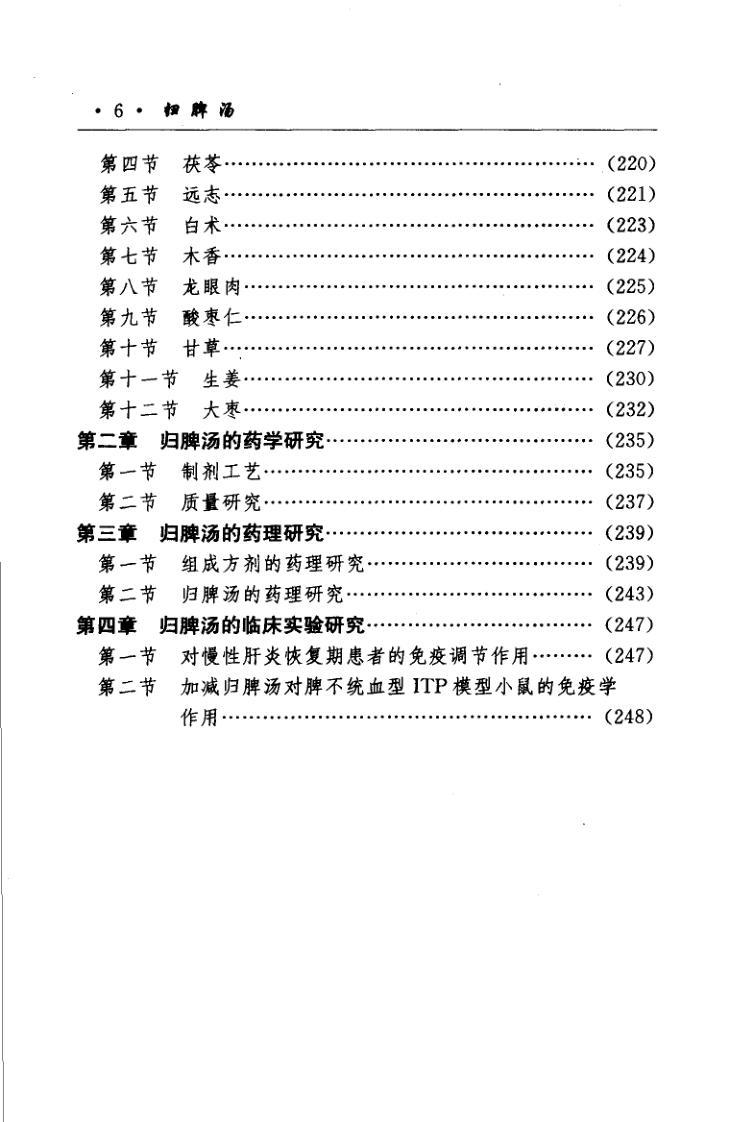 ·6· 归脾汤
第四节 茯苓……(220)
第五节 远志……(221)
第六节 白术……(223)
第七节 木香……(224)
第八节 龙眼肉……(225)
第九节 酸枣仁……(226)
第十节 甘草……(227)
第十一节 生姜……(230)
第十二节 大枣……(232)
第二章 归脾汤的药学研究……(235)
第一节 制剂工艺……(235)
第二节 质量研究……(237)
第三章 归脾汤的药理研究……(239)
第一节 组成方剂的药理研究……(239)
第二节 归脾汤的药理研究……(243)
第四章 归脾汤的临床实验研究……(247)
第一节 对慢性肝炎恢复期患者的免疫调节作用……(247)
第二节 加减归脾汤对脾不统血型 ITP 模型小鼠的免疫学
作用……(248)